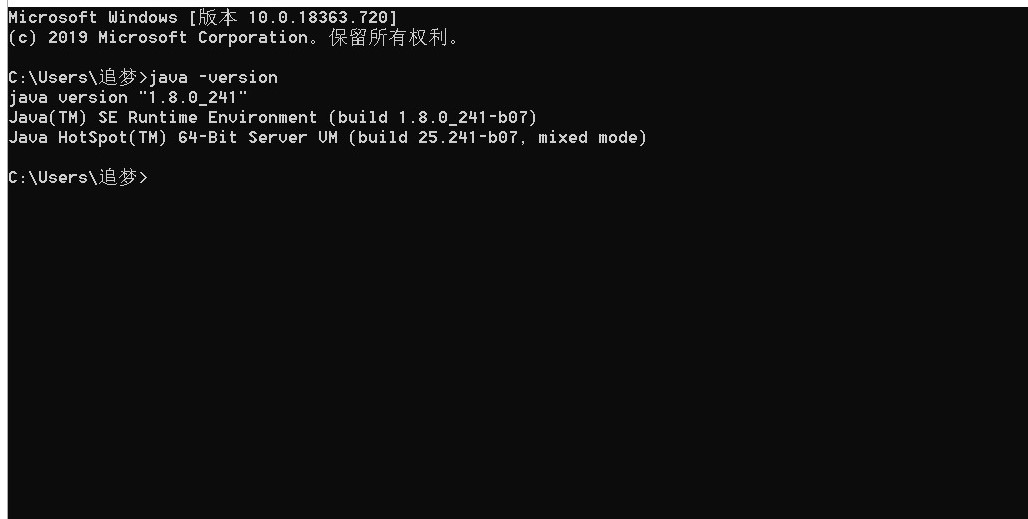 Microsoft Windows [版本 10.0.18363.720]
(c) 2019 Microsoft Corporation。保留所有权利。
C:\Users\追梦>java -version
java version "1.8.0_241"
Java(TM) SE Runtime Environment (build 1.8.0_241-b07)
Java HotSpot(TM) 64-Bit Server VM (build 25.241-b07, mixed mode)
C:\Users\追梦>